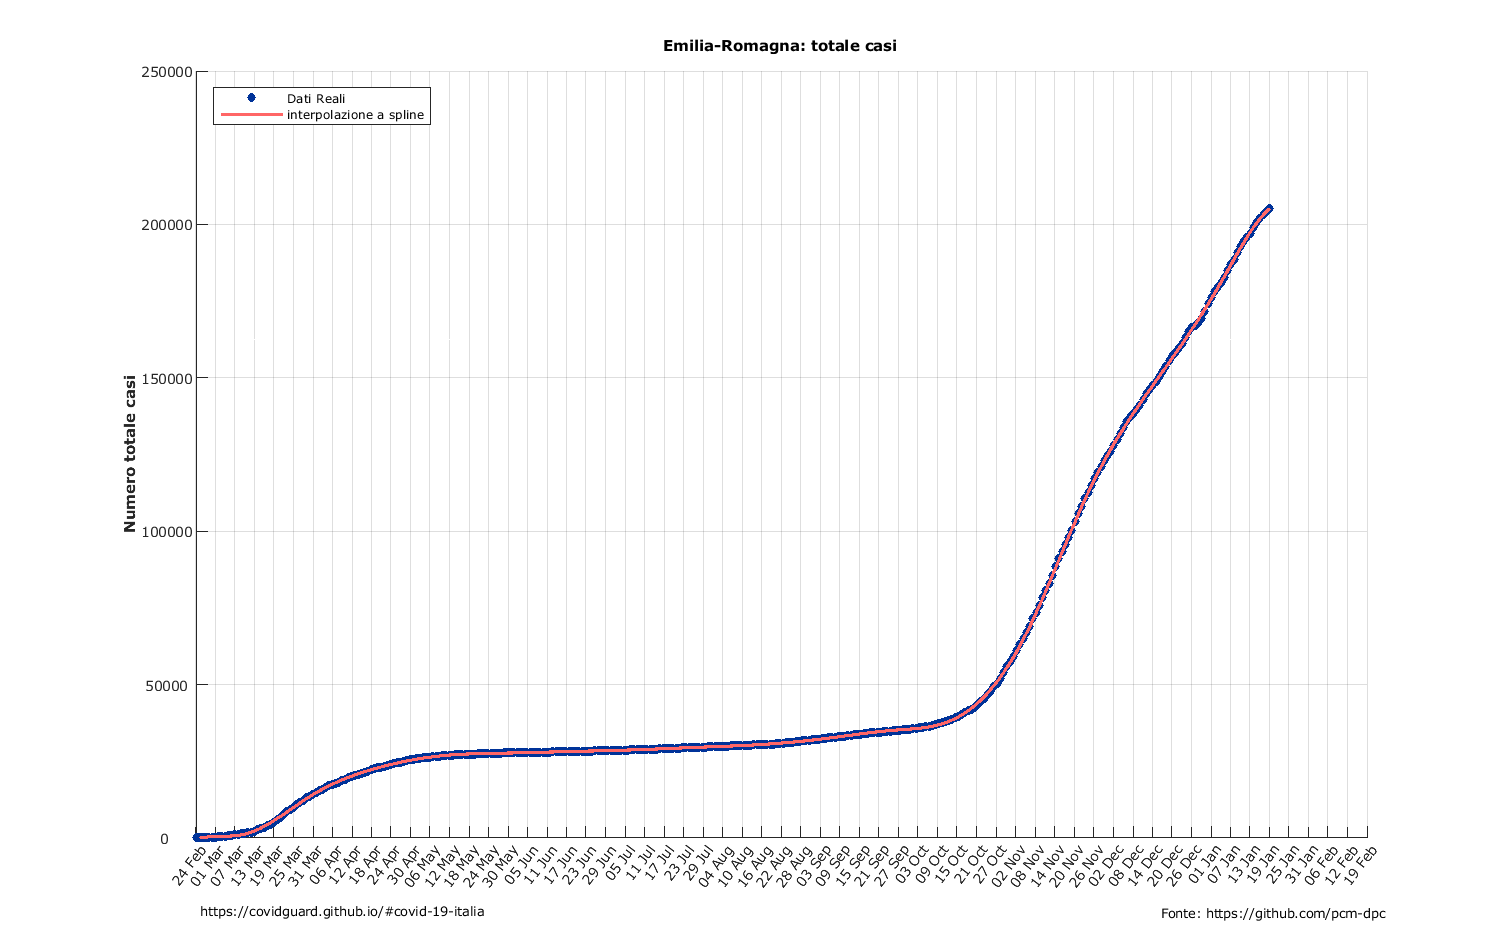 Emilia-Romagna: totale casi
250000
Dati Reali
interpolazione a spline
200000
150000
Numero totale casi
100000
50000
0
24 Feb
01 Mar
07 Mar
13 Mar
19 Mar
25 Mar
31 Mar
06 Apr
12 Apr
18 Apr
24 Apr
30 Apr
06 May
12 May
18 May
24 May
30 May
05 Jun
11 Jun
17 Jun
23 Jun
29 Jun
05 Jul
11 Jul
17 Jul
23 Jul
29 Jul
04 Aug
10 Aug
16 Aug
22 Aug
28 Aug
03 Sep
09 Sep
15 Sep
21 Sep
27 Sep
03 Oct
09 Oct
15 Oct
21 Oct
27 Oct
02 Nov
08 Nov
14 Nov
20 Nov
26 Nov
02 Dec
08 Dec
14 Dec
20 Dec
26 Dec
01 Jan
07 Jan
13 Jan
19 Jan
25 Jan
31 Jan
06 Feb
12 Feb
19 Feb
https://covidguard.github.io/#covid-19-italia
Fonte: https://github.com/pcm-dpc